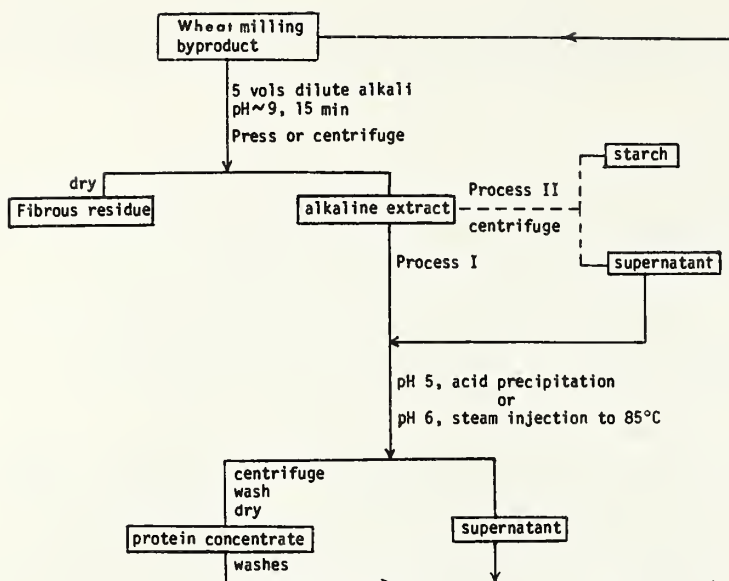 Wheat milling
byproduct
5 vols dilute alkali
pH~9, 15 min
Press or centrifuge
dry
Fibrous residue
alkaline extract
Process II
centrifuge
starch
supernatant
Process I
pH 5, acid precipitation
or
pH 6, steam injection to 85°C
centrifuge
wash
dry
protein concentrate
supernatant
washes